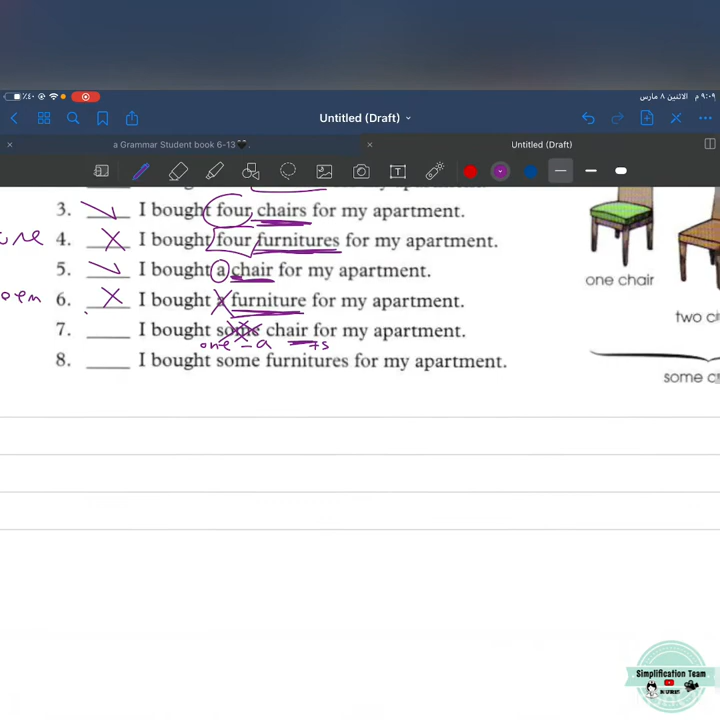 ٩:٠٩ م الاثنين ٨ مارس
٪٤٠
Untitled (Draft)
a Grammar Student book 6-13🖤.
Untitled (Draft)
3. I bought four chairs for my apartment.
4. X I bought four furnitures for my apartment.
5. I bought a chair for my apartment.
6. X I bought a furniture for my apartment.
7. I bought some chair for my apartment.
one - a +s
8. I bought some furnitures for my apartment.
one chair
Simplification Team